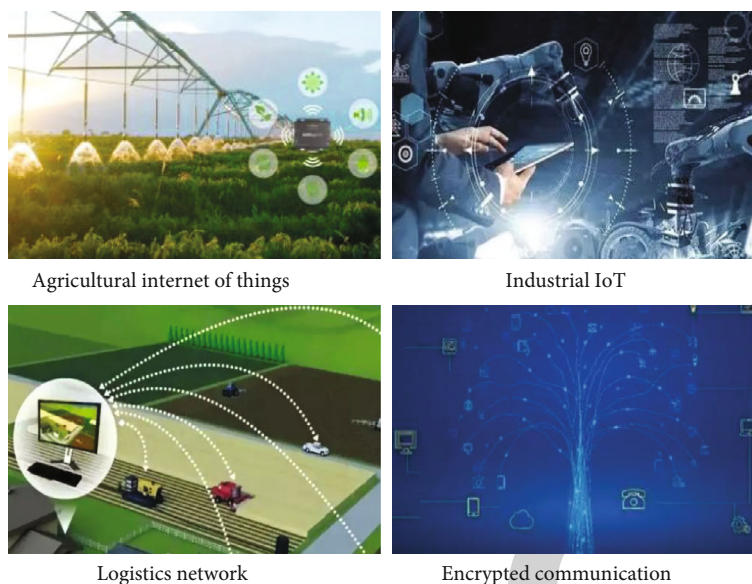 Agricultural internet of things
Industrial IoT
Logistics network
Encrypted communication